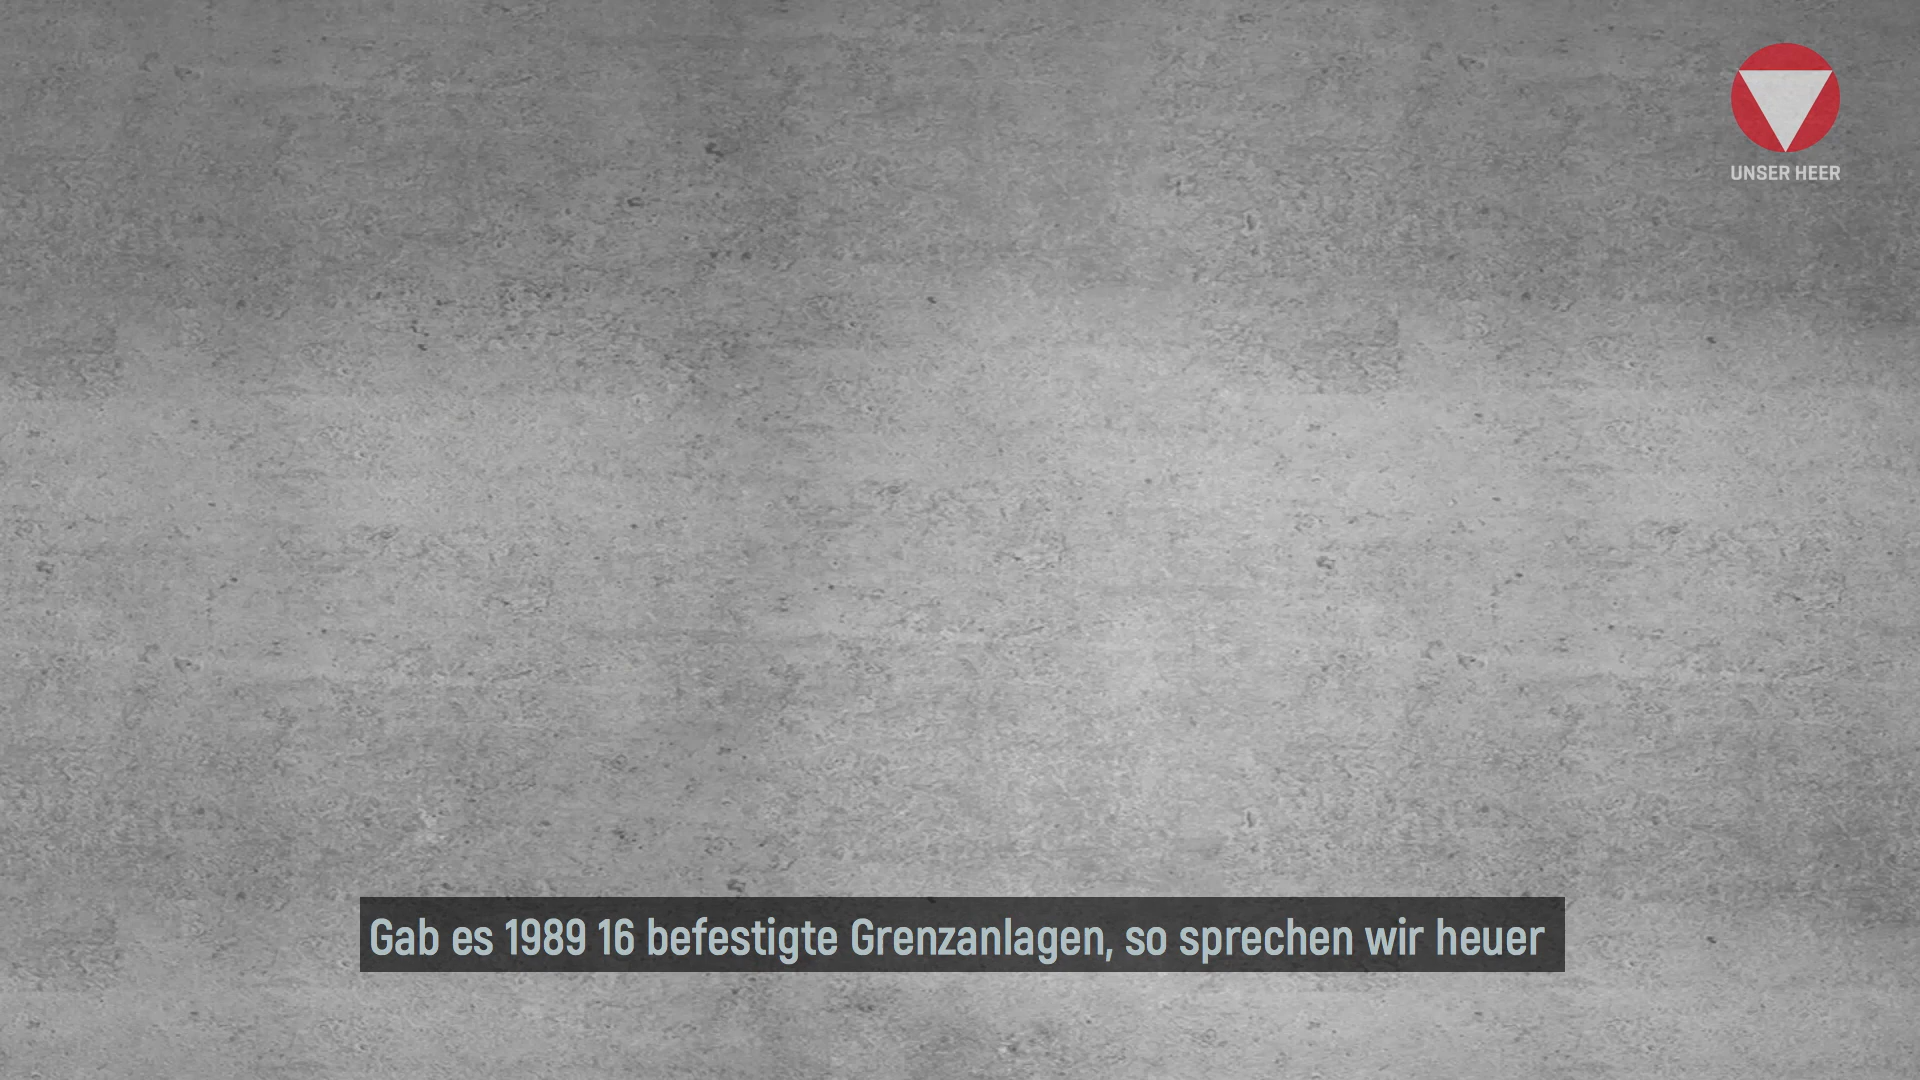 UNSER HEER
Gab es 1989 16 befestigte Grenzanlagen, so sprechen wir heuer